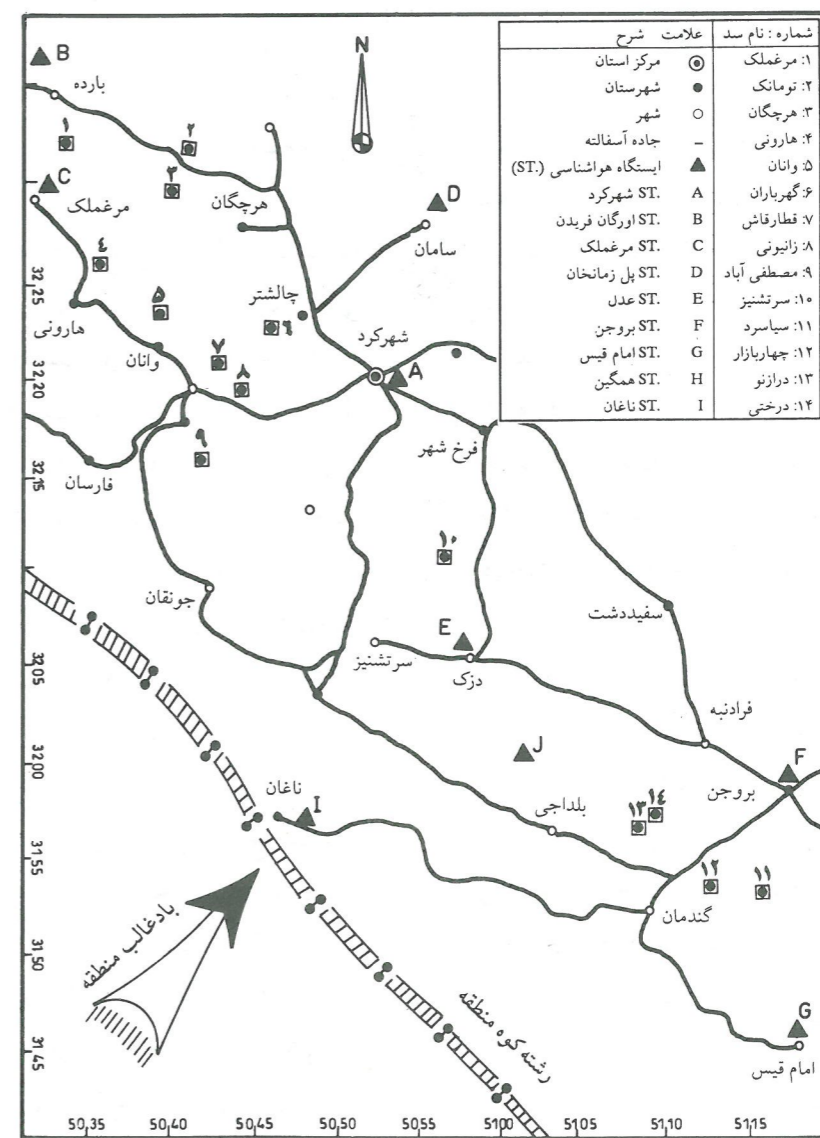 شماره : نام سد علامت شرح
۱: مرغملک مرکز استان
۲: تومانک شهرستان
۳: هرچگان شهر
۴: هارونی – جاده آسفالته
۵: وانان ایستگاه هواشناسی (ST.)
۶: گهرباران A ST. شهرکرد
۷: قطارقاش B ST. اورگان فریدن
۸: زانیونی C ST. مرغملک
۹: مصطفی آباد D ST. پل زمانخان
۱۰: سرتشنیز E ST. عدل
۱۱: سیاسرد F ST. بروجن
۱۲: چهاربازار G ST. امام قیس
۱۳: درازنو H ST. همگین
۱۴: درختی I ST. ناغان
N
B
بارده
۱
۲
۳
C
مرغملک
هرچگان
D
سامان
۴
۵
چالشتر
۶
هارونی
وانان
۷
۸
شهرکرد
A
۹
فارسان
فرخ شهر
۱۰
جونقان
سفیددشت
E
سرتشنیز
دزک
فرادنبه
J
F
بروجن
ناغان
I
بلداجی
۱۳
۱۴
۱۲
۱۱
گندمان
بادغالب منطقه
رشته کوه منطقه
G
امام قیس
32,25
32,20
32,15
32,05
32,00
31,55
31,50
31,45
50,35
50,40
50,45
50,50
50,55
51,00
51,05
51,10
51,15